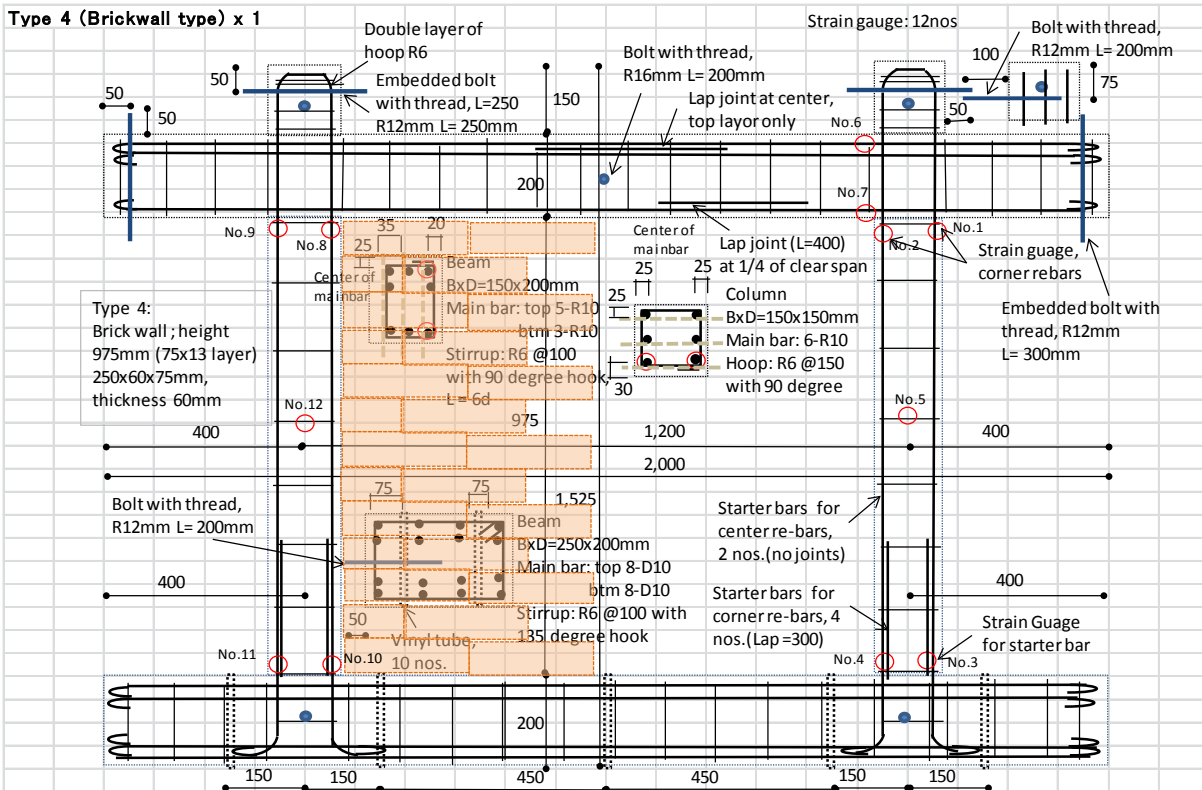 Type 4 (Brickwall type) x 1
Strain gauge: 12nos
Double layer of
hoop R6
Embedded bolt
with thread, L=250
R12mm L= 250mm
Bolt with thread,
R16mm L= 200mm
Lap joint at center,
top layor only
Bolt with thread,
R12mm L= 200mm
50
50
50
150
100
75
50
No.6
200
No.7
No.9
No.8
No.1
No.2
35
20
25
Center of
mainbar
Beam
BxD=150x200mm
Main bar: top 5-R10
btm 3-R10
Stirrup: R6 @100
with 90 degree hook,
L = 6d
Lap joint (L=400)
at 1/4 of clear span
Center of
mainbar
25
25
25
30
Column
BxD=150x150mm
Main bar: 6-R10
Hoop: R6 @150
with 90 degree
Strain guage,
corner rebars
Embedded bolt with
thread, R12mm
L= 300mm
Type 4:
Brick wall ; height
975mm (75x13 layer)
250x60x75mm,
thickness 60mm
No.12
No.5
975
400
1,200
400
2,000
1,525
Bolt with thread,
R12mm L= 200mm
75
75
Beam
BxD=250x200mm
Main bar: top 8-D10
btm 8-D10
Stirrup: R6 @100 with
135 degree hook
Starter bars for
center re-bars,
2 nos.(no joints)
400
400
Starter bars for
corner re-bars, 4
nos.(Lap =300)
Strain Guage
for starter bar
50
Vinyl tube,
10 nos.
No.11
No.10
No.4
No.3
200
150
150
450
450
150
150